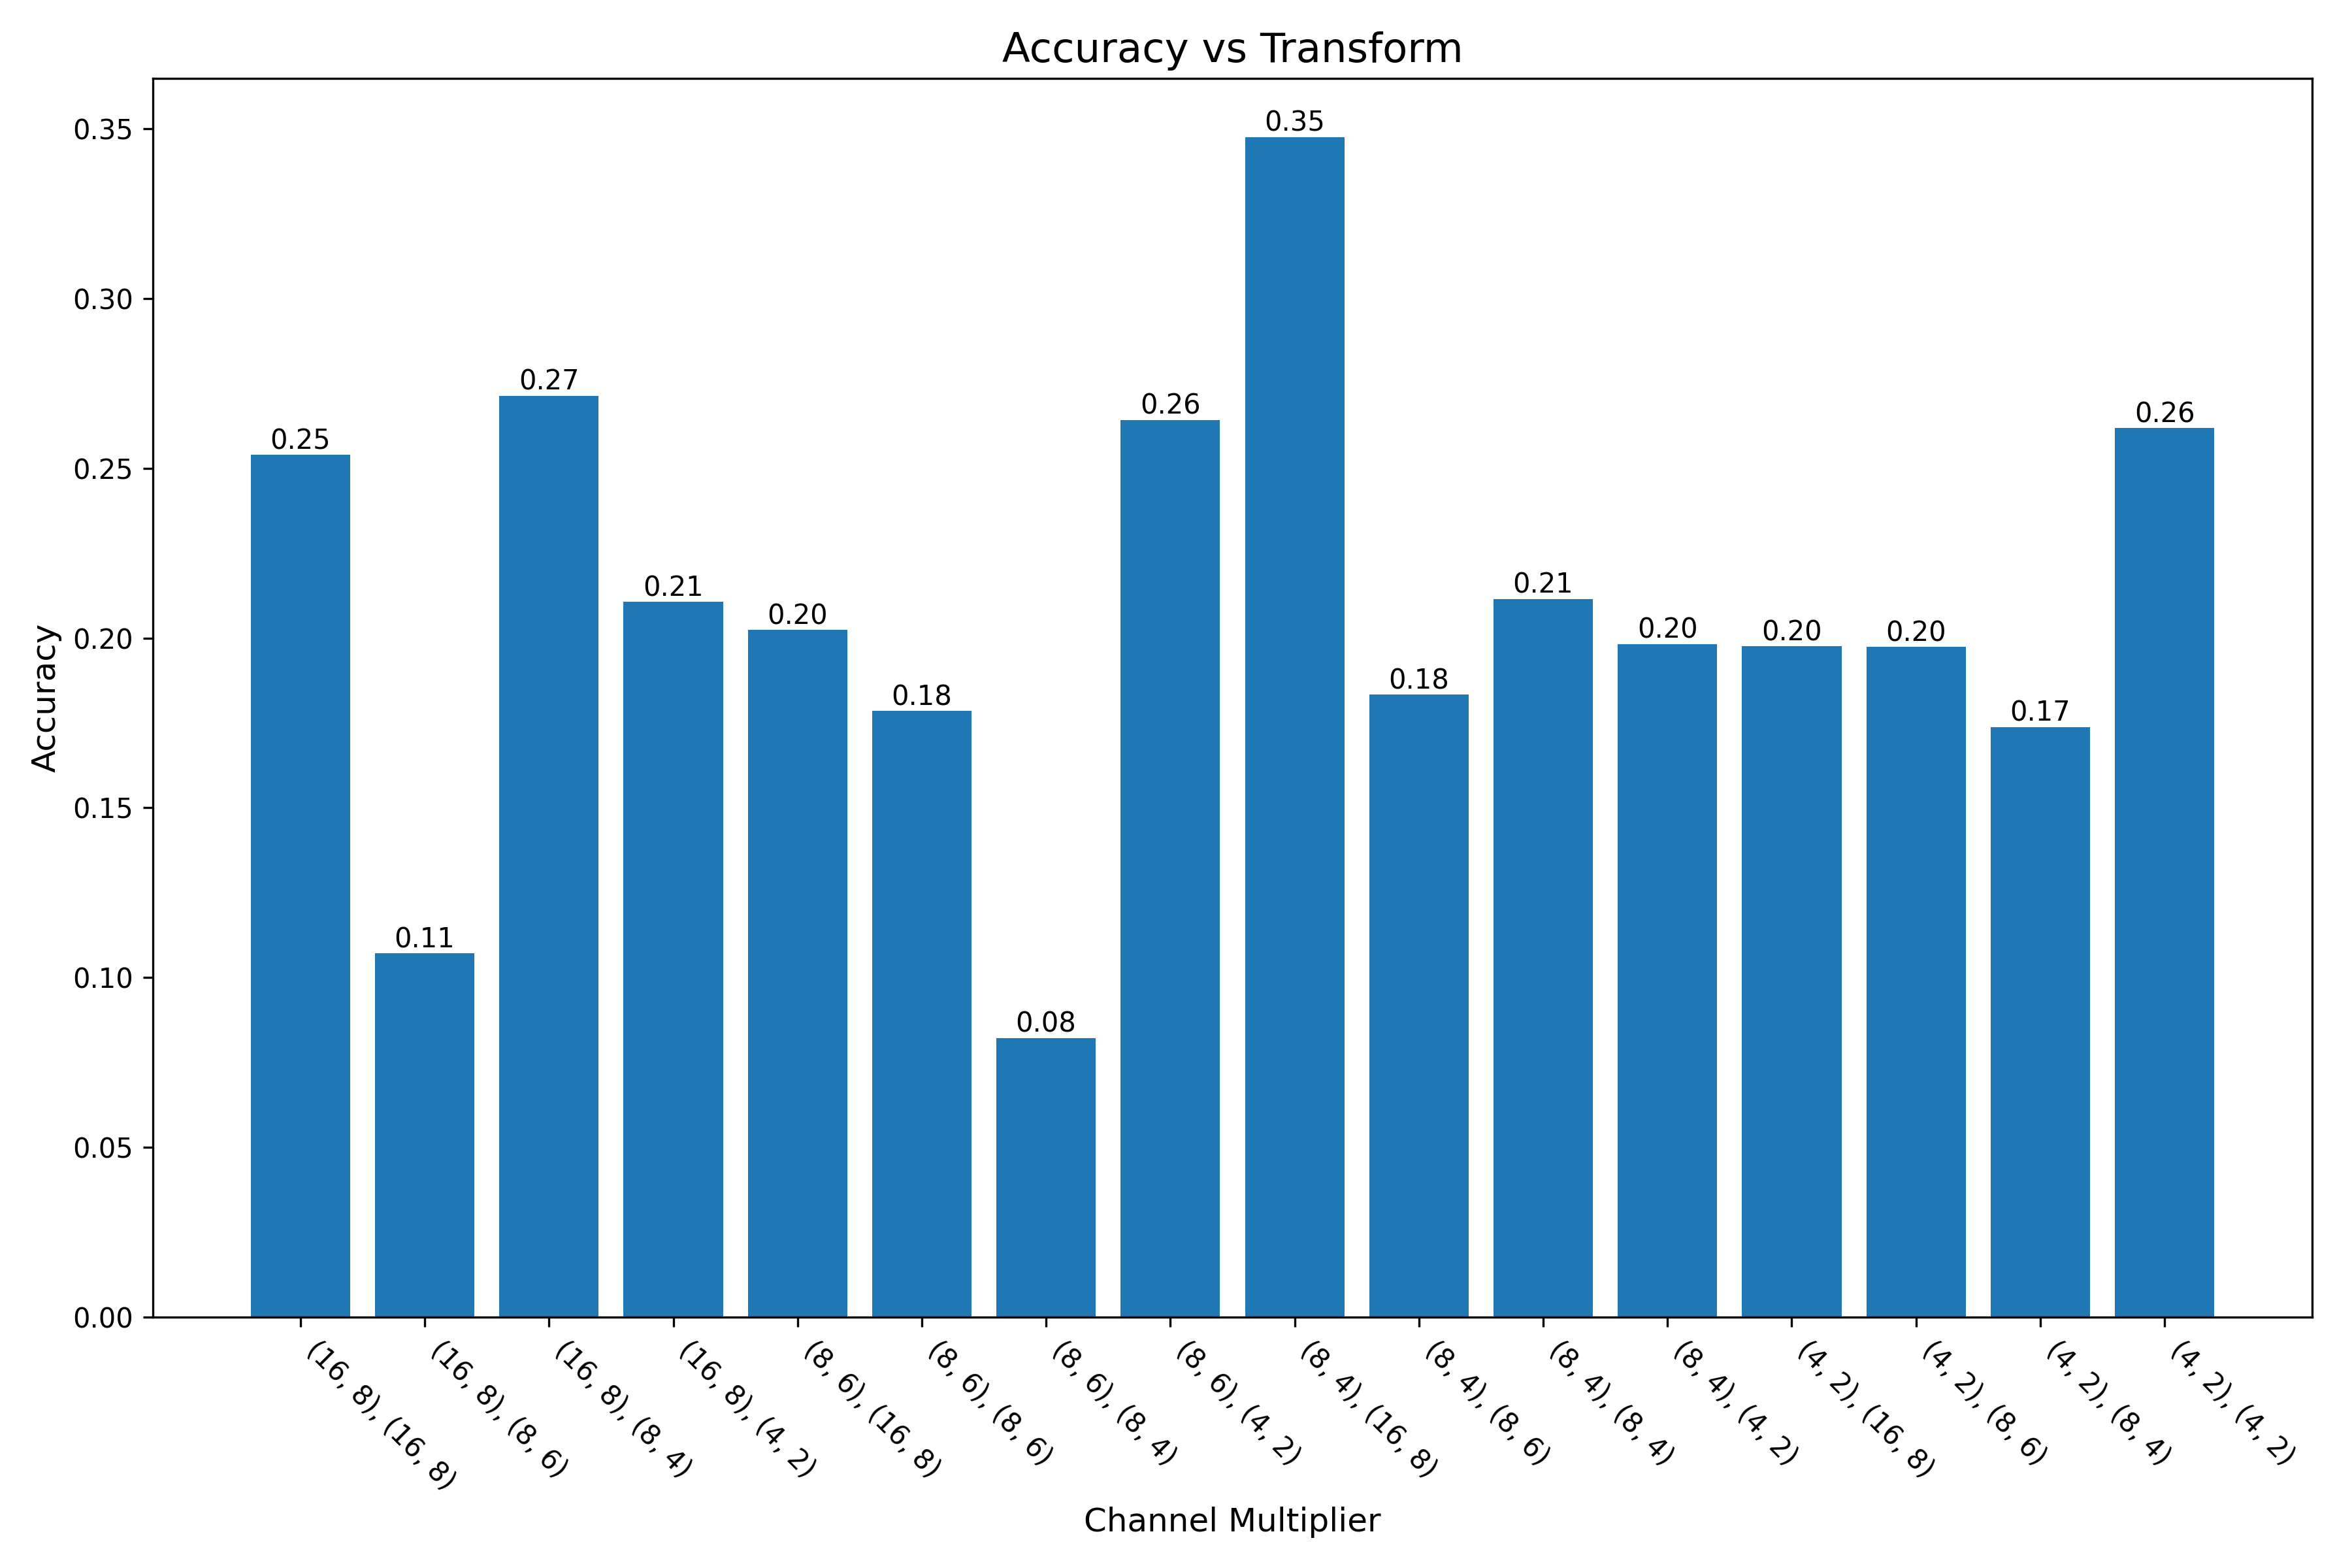 Accuracy vs Transform
Accuracy
0.35
0.30
0.25
0.20
0.15
0.10
0.05
0.00
0.25
0.11
0.27
0.21
0.20
0.18
0.08
0.26
0.35
0.18
0.21
0.20
0.20
0.20
0.17
0.26
(16, 8), (16, 8)
(16, 8), (8, 6)
(16, 8), (8, 4)
(16, 8), (4, 2)
(8, 6), (16, 8)
(8, 6), (8, 6)
(8, 6), (8, 4)
(8, 6), (4, 2)
(8, 4), (16, 8)
(8, 4), (8, 6)
(8, 4), (8, 4)
(8, 4), (4, 2)
(4, 2), (16, 8)
(4, 2), (8, 6)
(4, 2), (8, 4)
(4, 2), (4, 2)
Channel Multiplier